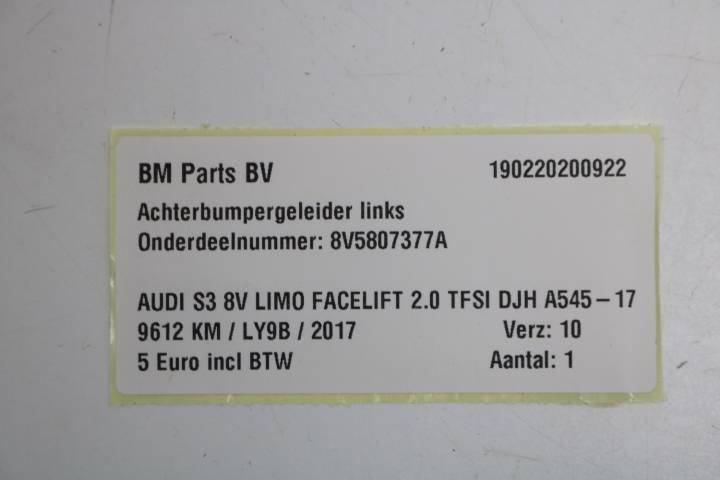 BM Parts BV 190220200922
Achterbumpergeleider links
Onderdeelnummer: 8V5807377A
AUDI S3 8V LIMO FACELIFT 2.0 TFSI DJH A545-17
9612 KM / LY9B / 2017 Verz: 10
5 Euro incl BTW Aantal: 1